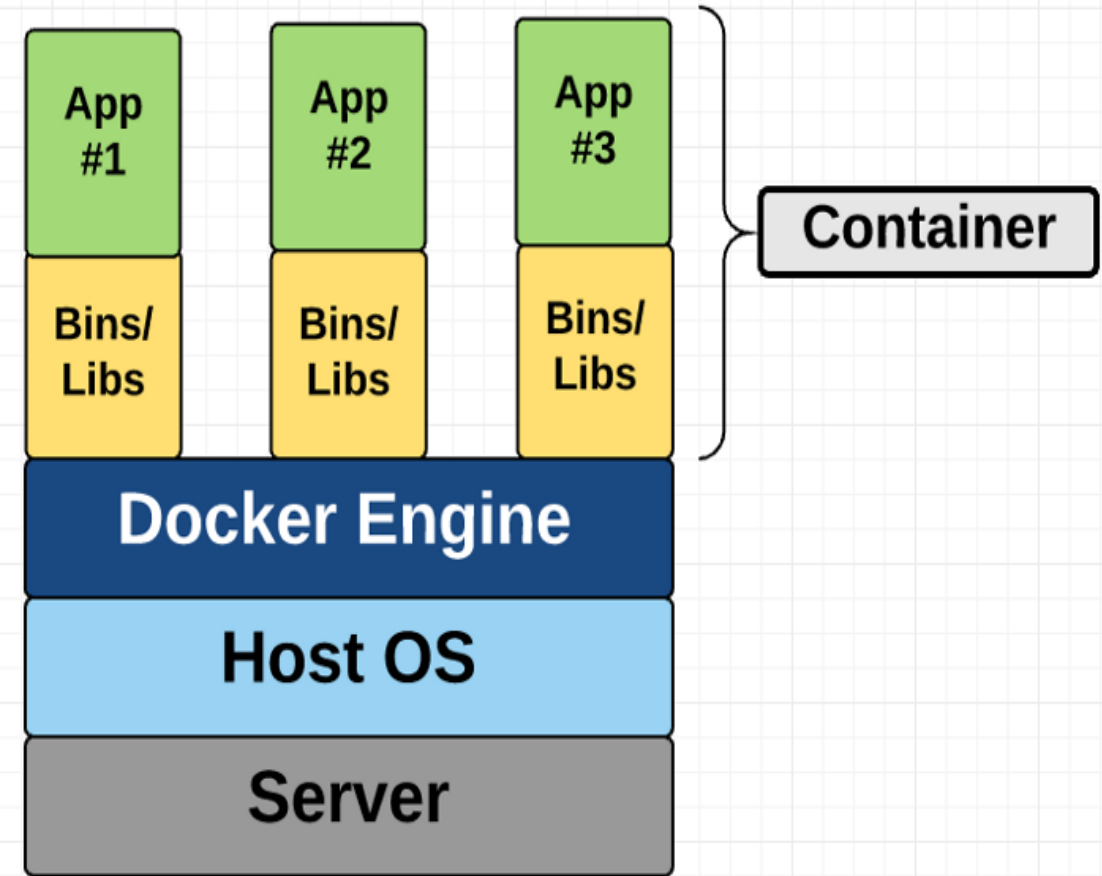 App
#1
App
#2
App
#3
Container
Bins/
Libs
Bins/
Libs
Bins/
Libs
Docker Engine
Host OS
Server